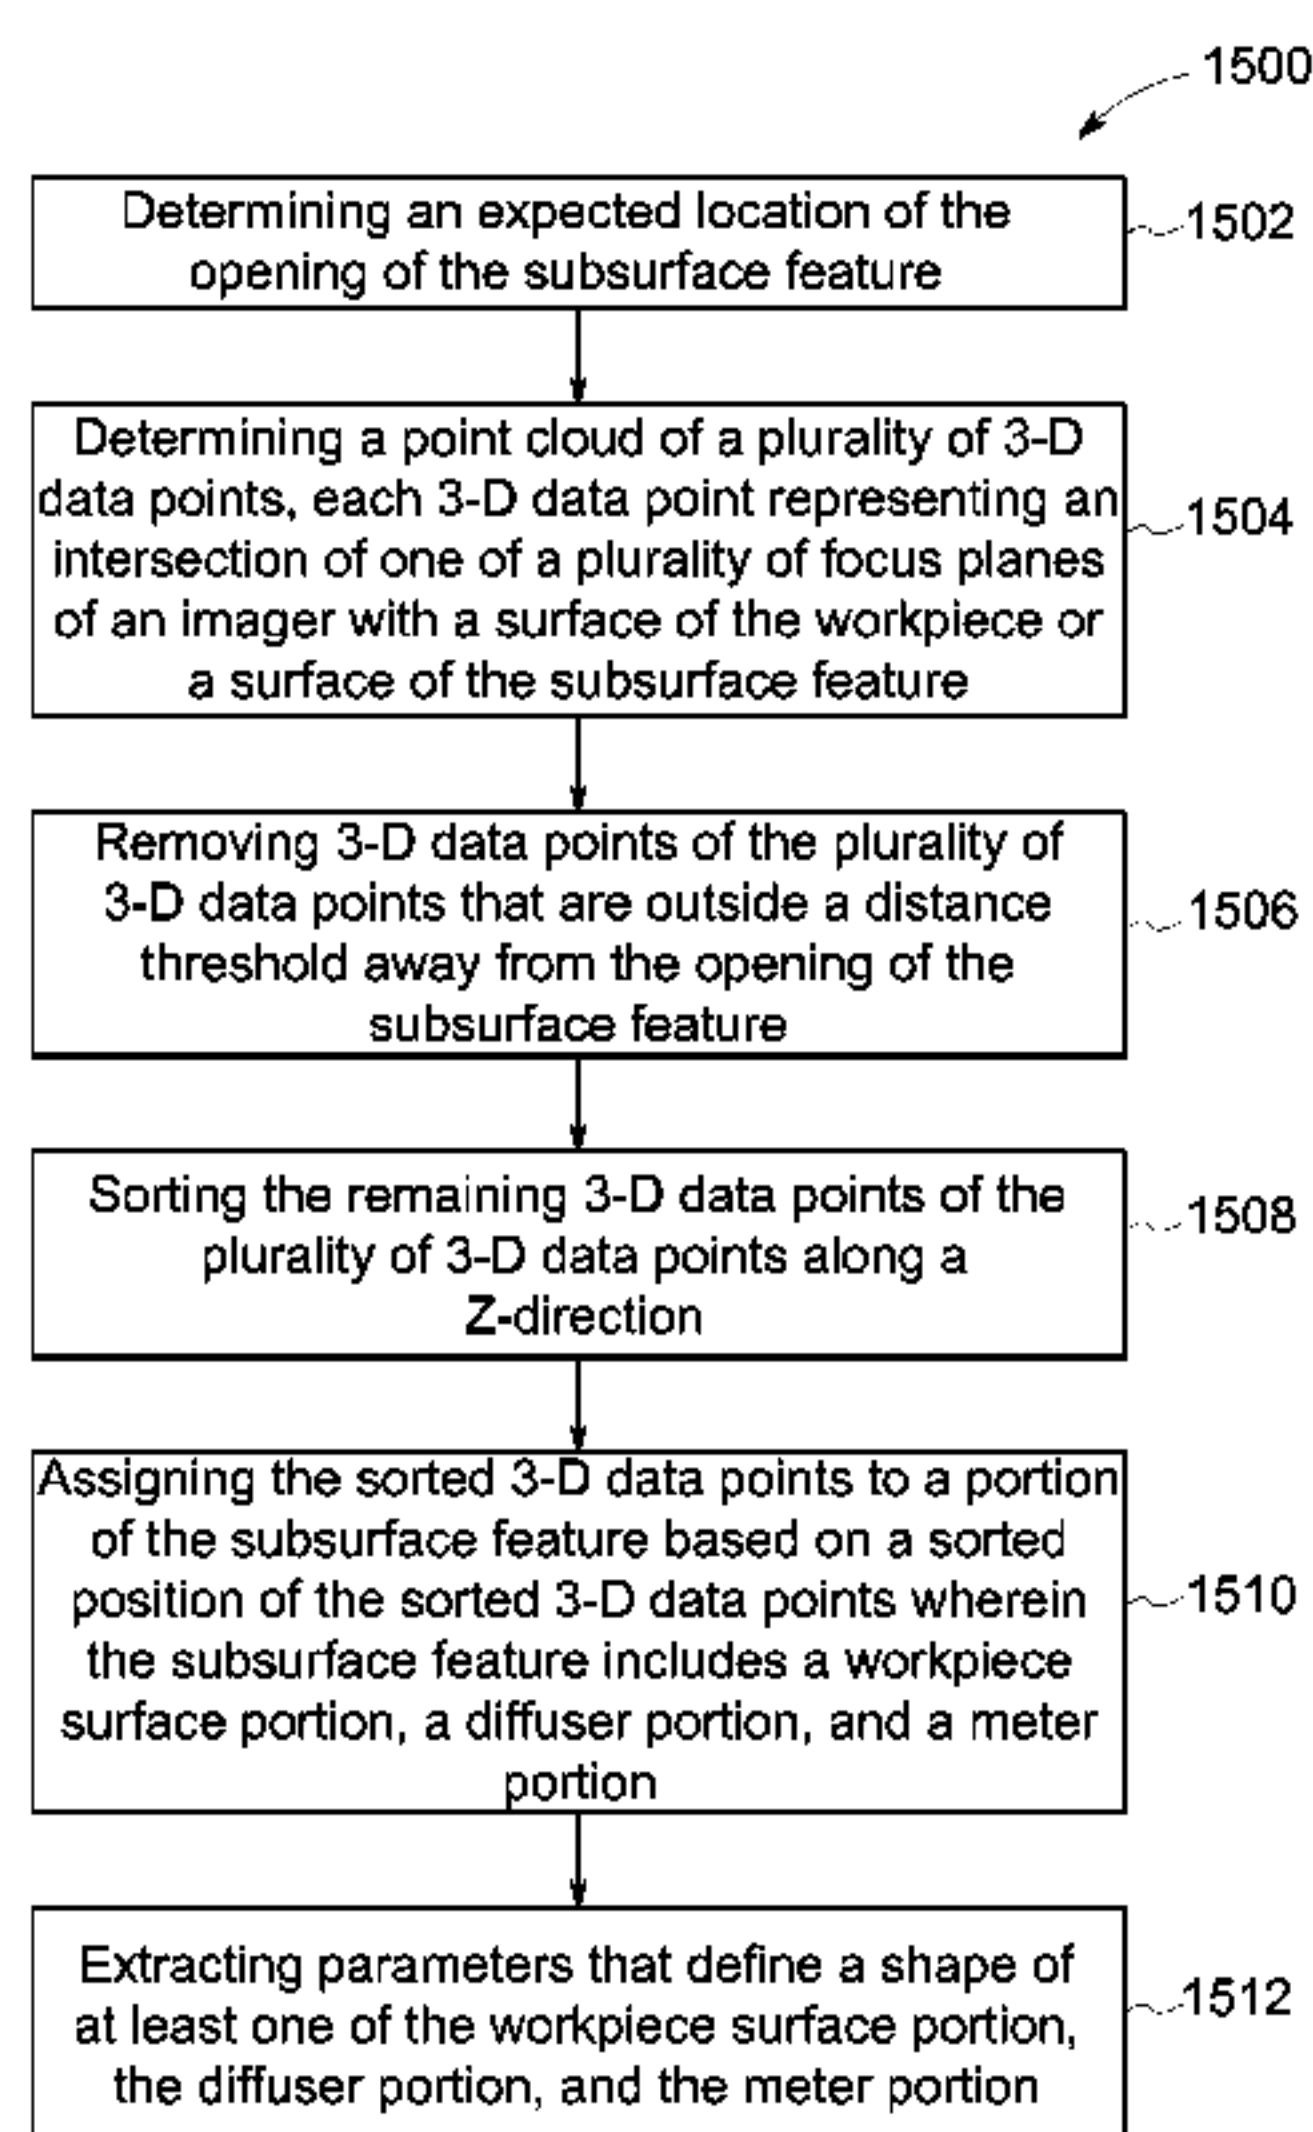 1500
Determining an expected location of the
opening of the subsurface feature
1502
Determining a point cloud of a plurality of 3-D
data points, each 3-D data point representing an
intersection of one of a plurality of focus planes
of an imager with a surface of the workpiece or
a surface of the subsurface feature
1504
Removing 3-D data points of the plurality of
3-D data points that are outside a distance
threshold away from the opening of the
subsurface feature
1506
Sorting the remaining 3-D data points of the
plurality of 3-D data points along a
Z-direction
1508
Assigning the sorted 3-D data points to a portion
of the subsurface feature based on a sorted
position of the sorted 3-D data points wherein
the subsurface feature includes a workpiece
surface portion, a diffuser portion, and a meter
portion
1510
Extracting parameters that define a shape of
at least one of the workpiece surface portion,
the diffuser portion, and the meter portion
1512